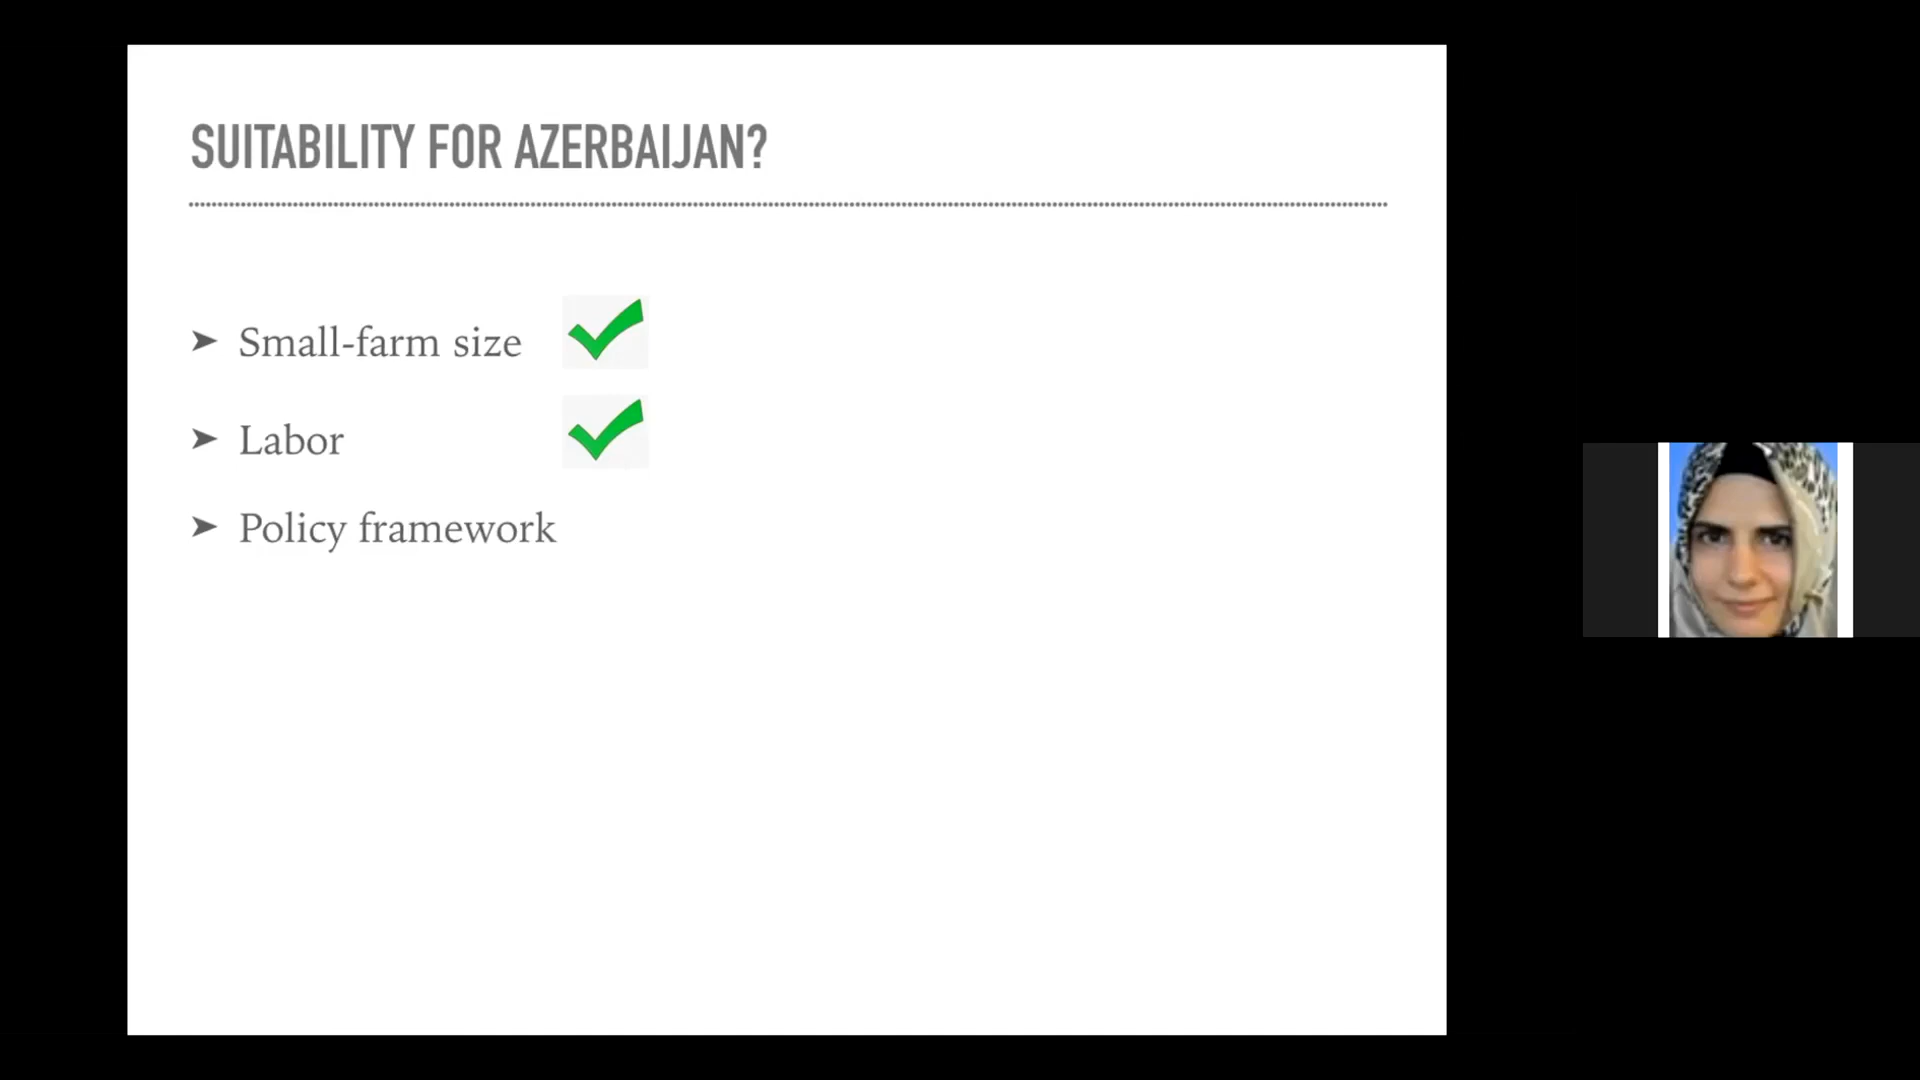 SUITABILITY FOR AZERBAIJAN?
➤ Small-farm size
➤ Labor
➤ Policy framework